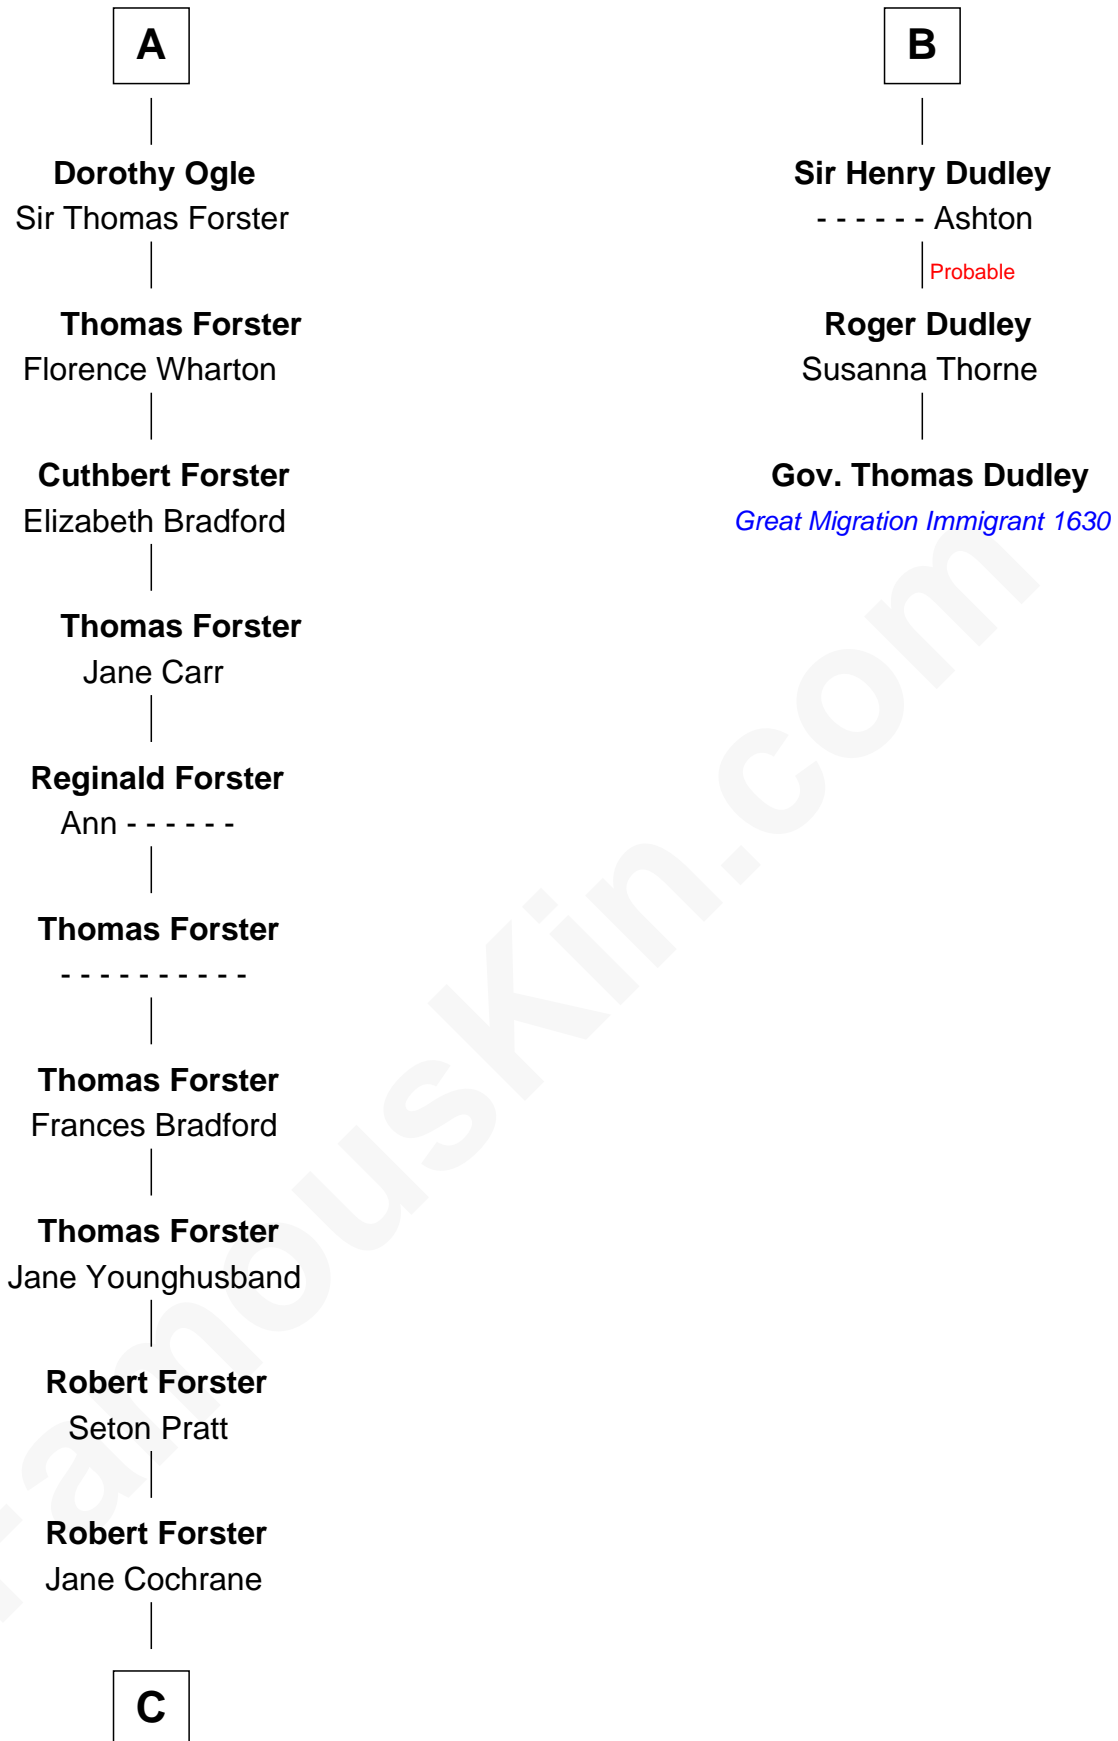 A
Dorothy Ogle
Sir Thomas Forster
Thomas Forster
Florence Wharton
Cuthbert Forster
Elizabeth Bradford
Thomas Forster
Jane Carr
Reginald Forster
Ann - - - - - -
Thomas Forster
- - - - - - - - - -
Thomas Forster
Frances Bradford
Thomas Forster
Jane Younghusband
Robert Forster
Seton Pratt
Robert Forster
Jane Cochrane
C
B
Sir Henry Dudley
- - - - - - Ashton
Probable
Roger Dudley
Susanna Thorne
Gov. Thomas Dudley
Great Migration Immigrant 1630
FamousKin.com